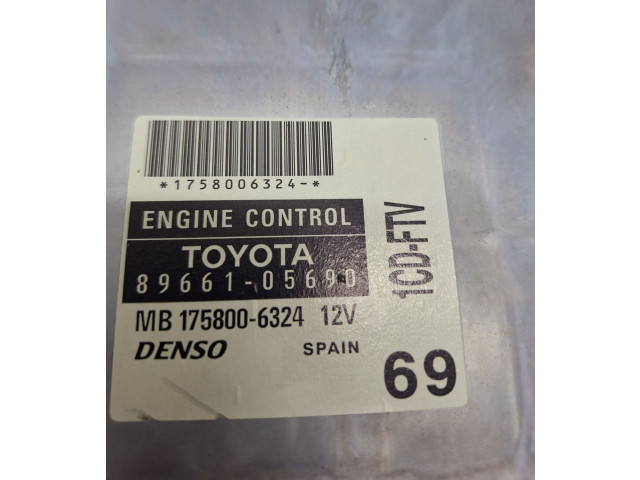 *1758006324-*
ENGINE CONTROL
TOYOTA
89661-05690
MB 175800-6324 12V
DENSO SPAIN
1CD-FTV
69